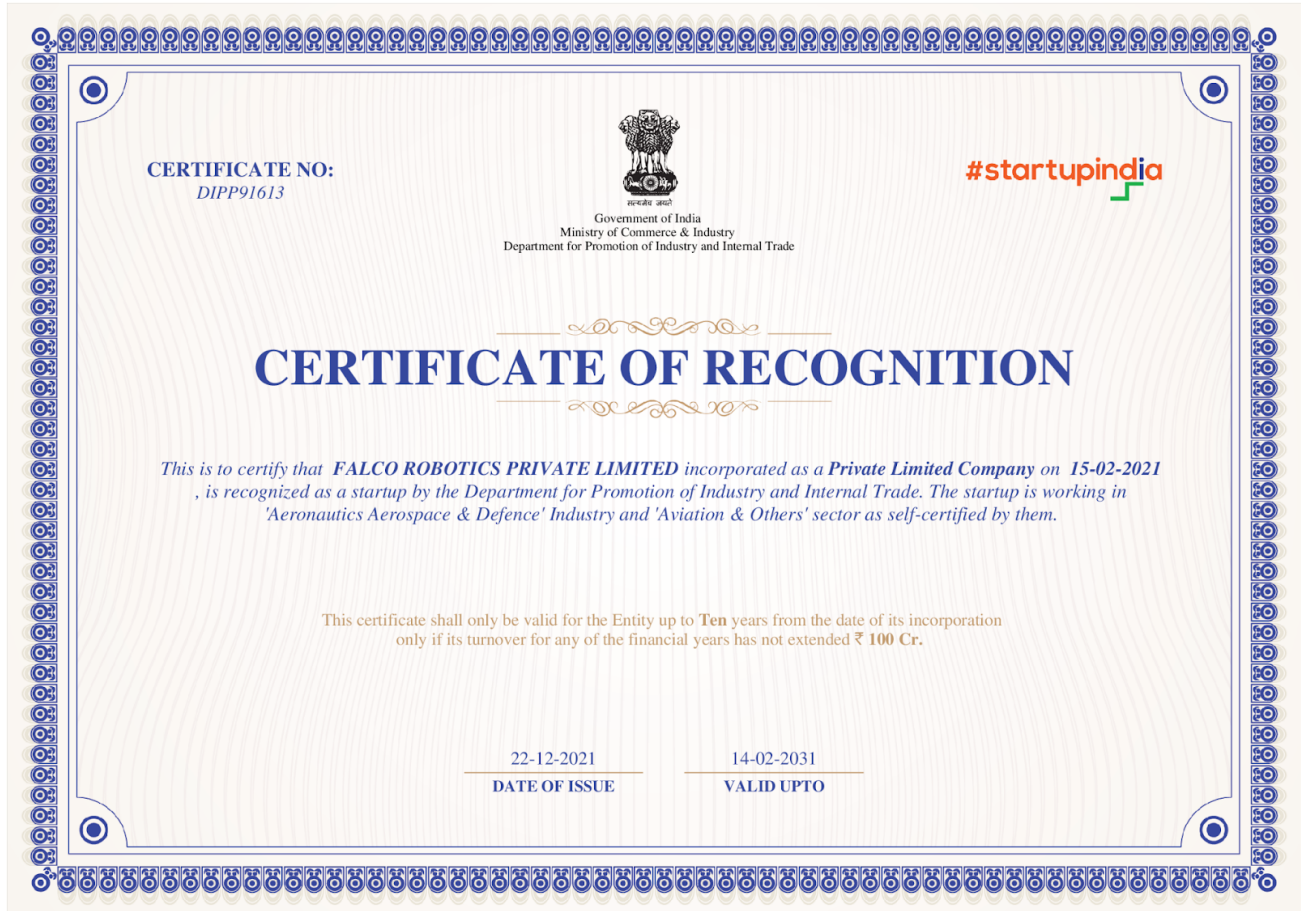 CERTIFICATE NO:
DIPP91613
सत्यमेव जयते
#startupindia
Government of India
Ministry of Commerce & Industry
Department for Promotion of Industry and Internal Trade
CERTIFICATE OF RECOGNITION
This is to certify that FALCO ROBOTICS PRIVATE LIMITED incorporated as a Private Limited Company on 15-02-2021
, is recognized as a startup by the Department for Promotion of Industry and Internal Trade. The startup is working in
'Aeronautics Aerospace & Defence' Industry and 'Aviation & Others' sector as self-certified by them.
This certificate shall only be valid for the Entity up to Ten years from the date of its incorporation
only if its turnover for any of the financial years has not extended ₹ 100 Cr.
22-12-2021
DATE OF ISSUE
14-02-2031
VALID UPTO